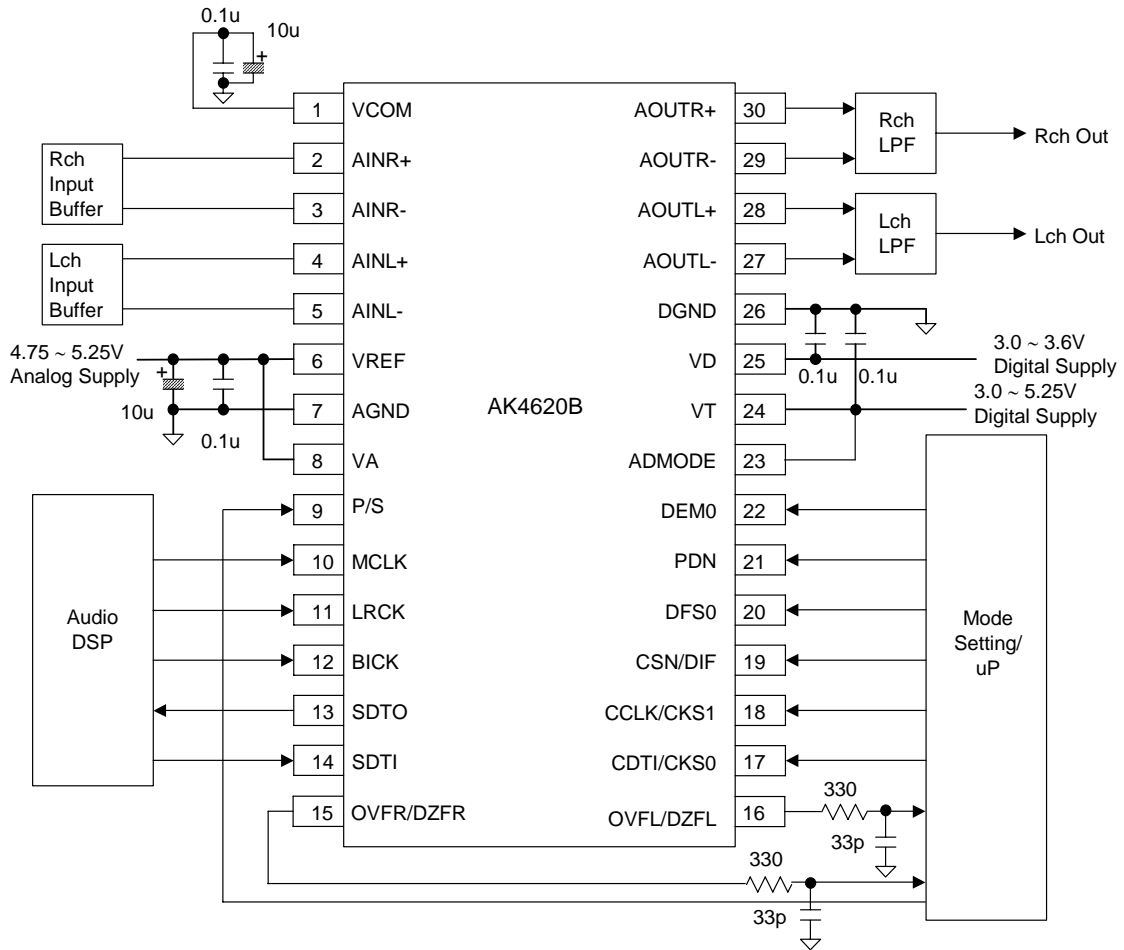 0.1u
10u
+
1 VCOM
2 AINR+
3 AINR-
4 AINL+
5 AINL-
6 VREF
7 AGND
8 VA
9 P/S
10 MCLK
11 LRCK
12 BICK
13 SDTO
14 SDTI
15 OVFR/DZFR
Rch
Input
Buffer
Lch
Input
Buffer
4.75 ~ 5.25V
Analog Supply
+
10u
0.1u
Audio
DSP
AK4620B
AOUTR+ 30
AOUTR- 29
AOUTL+ 28
AOUTL- 27
DGND 26
VD 25
VT 24
ADMODE 23
DEM0 22
PDN 21
DFS0 20
CSN/DIF 19
CCLK/CKS1 18
CDTI/CKS0 17
OVFL/DZFL 16
Rch
LPF
Rch Out
Lch
LPF
Lch Out
0.1u
0.1u
3.0 ~ 3.6V
Digital Supply
3.0 ~ 5.25V
Digital Supply
Mode
Setting/
uP
330
33p
330
33p